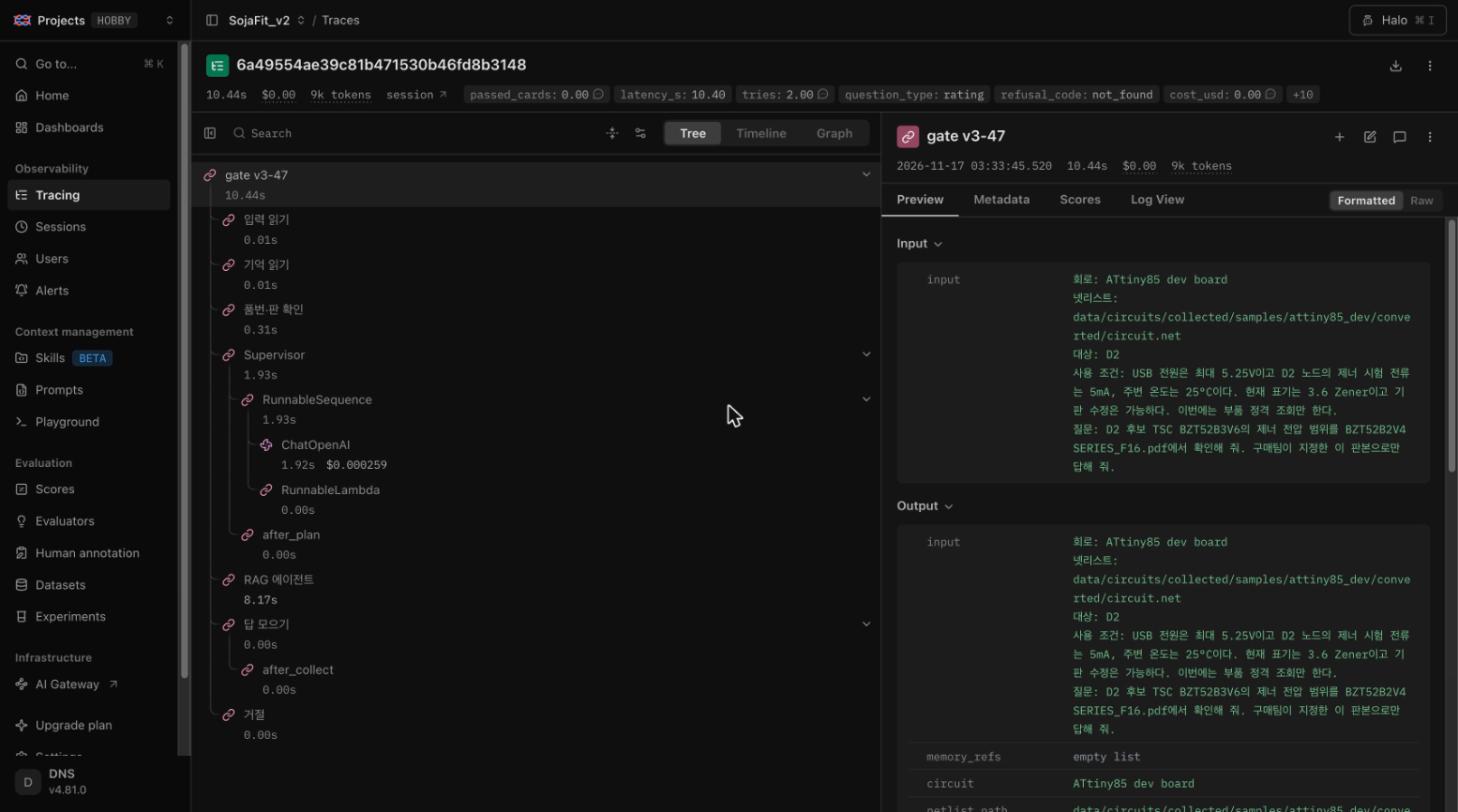 Projects HOBBY
Go to... ⌘ K
Home
Dashboards
Observability
Tracing
Sessions
Users
Alerts
Context management
Skills BETA
Prompts
Playground
Evaluation
Scores
Evaluators
Human annotation
Datasets
Experiments
Infrastructure
AI Gateway
Upgrade plan
Settings
D DNS
v4.81.0
SojaFit_v2 / Traces
Halo ⌘ I
6a49554ae39c81b471530b46fd8b3148
10.44s $0.00 9k tokens session passed_cards: 0.00 latency_s: 10.40 tries: 2.00 question_type: rating refusal_code: not_found cost_usd: 0.00 +10
Search Tree Timeline Graph
gate v3-47
10.44s
입력 읽기
0.01s
기억 읽기
0.01s
품번·판 확인
0.31s
Supervisor
1.93s
RunnableSequence
1.93s
ChatOpenAI
1.92s $0.000259
RunnableLambda
0.00s
after_plan
0.00s
RAG 에이전트
8.17s
답 모으기
0.00s
after_collect
0.00s
거절
0.00s
gate v3-47
2026-11-17 03:33:45.520 10.44s $0.00 9k tokens
Preview Metadata Scores Log View Formatted Raw
Input
input 회로: ATtiny85 dev board
넷리스트:
data/circuits/collected/samples/attiny85_dev/conve
rted/circuit.net
대상: D2
사용 조건: USB 전원은 최대 5.25V이고 D2 노드의 제너 시험 전류
는 5mA, 주변 온도는 25°C이다. 현재 표기는 3.6 Zener이고 기
판 수정은 가능하다. 이번에는 부품 정격 조회만 한다.
질문: D2 후보 TSC BZT52B3V6의 제너 전압 범위를 BZT52B2V4
SERIES_F16.pdf에서 확인해 줘. 구매팀이 지정한 이 판본으로만
답해 줘.
Output
input 회로: ATtiny85 dev board
넷리스트:
data/circuits/collected/samples/attiny85_dev/conve
rted/circuit.net
대상: D2
사용 조건: USB 전원은 최대 5.25V이고 D2 노드의 제너 시험 전류
는 5mA, 주변 온도는 25°C이다. 현재 표기는 3.6 Zener이고 기
판 수정은 가능하다. 이번에는 부품 정격 조회만 한다.
질문: D2 후보 TSC BZT52B3V6의 제너 전압 범위를 BZT52B2V4
SERIES_F16.pdf에서 확인해 줘. 구매팀이 지정한 이 판본으로만
답해 줘.
memory_refs empty list
circuit ATtiny85 dev board
netlist_path data/circuits/collected/samples/attiny85_dev/conve